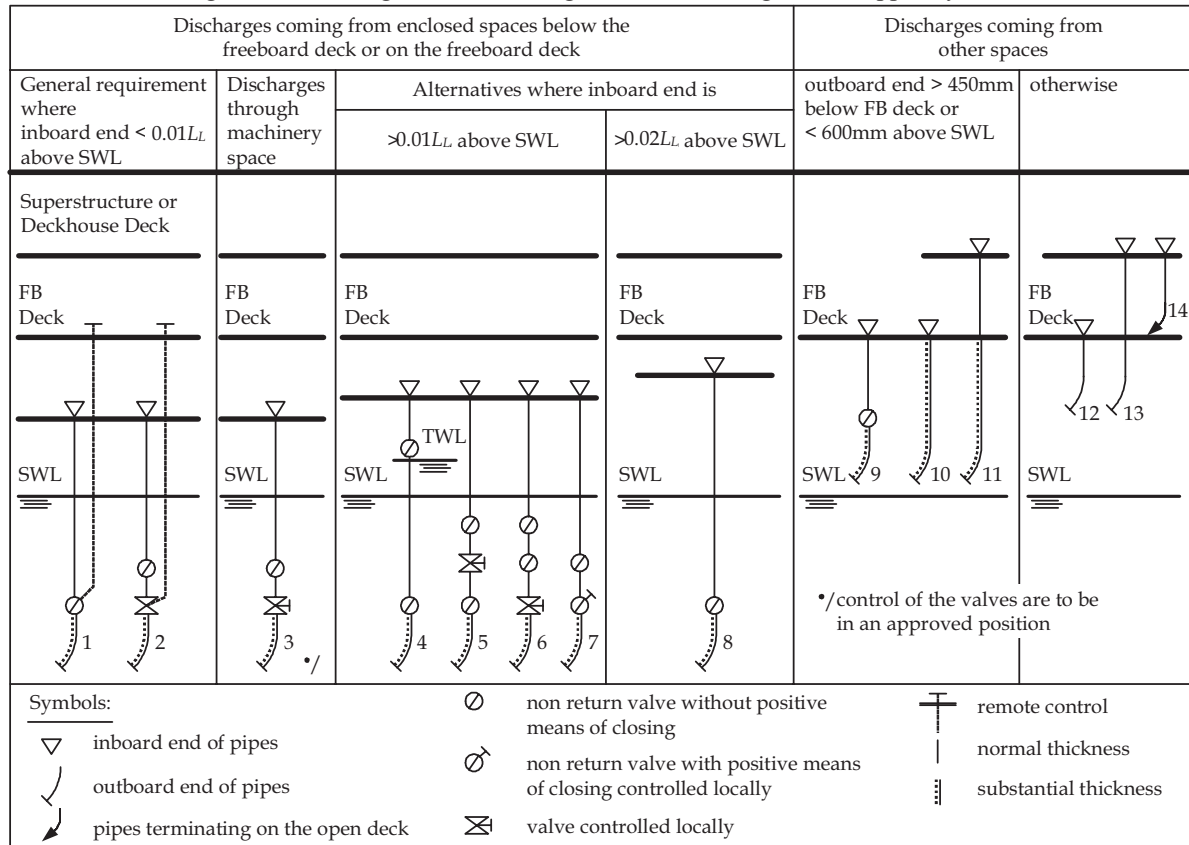 Discharges coming from enclosed spaces below the
freeboard deck or on the freeboard deck
Discharges coming from
other spaces
General requirement
where
inboard end < 0.01LL
above SWL
Discharges
through
machinery
space
Alternatives where inboard end is
>0.01LL above SWL
>0.02LL above SWL
outboard end > 450mm
below FB deck or
< 600mm above SWL
otherwise
Superstructure or
Deckhouse Deck
FB
Deck
FB
Deck
FB
Deck
FB
Deck
FB
Deck
FB
Deck
14
12
13
TWL
SWL
SWL
SWL
SWL
SWL
9
10
11
SWL
1
2
3
*/
4
5
6
7
8
*/control of the valves are to be
in an approved position
Symbols:
inboard end of pipes
outboard end of pipes
pipes terminating on the open deck
non return valve without positive
means of closing
non return valve with positive means
of closing controlled locally
valve controlled locally
remote control
normal thickness
substantial thickness